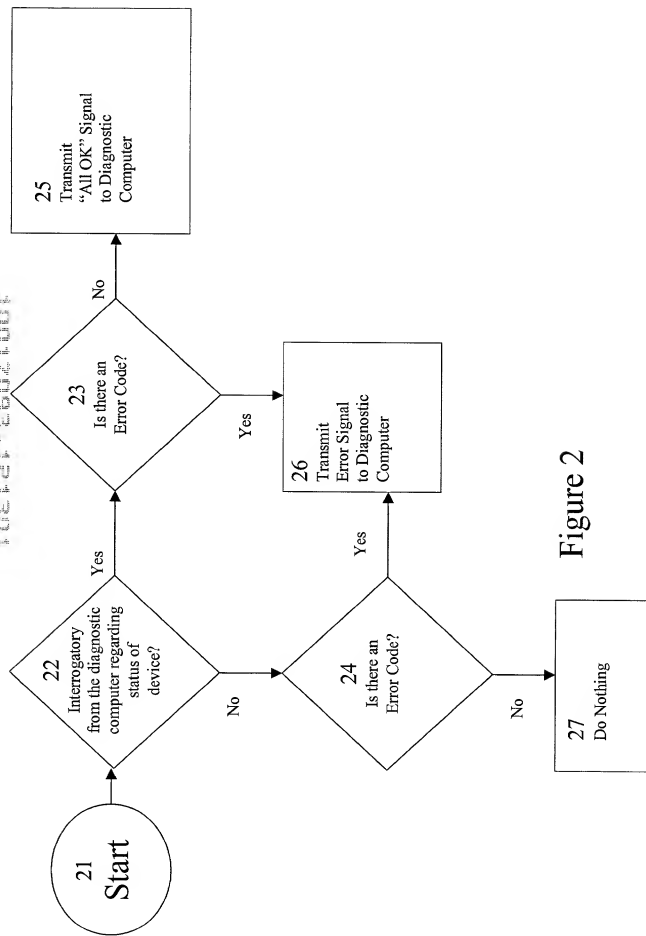 21
Start
22
Interrogatory
from the diagnostic
computer regarding
status of
device?
Yes
No
23
Is there an
Error Code?
No
Yes
25
Transmit
“All OK” Signal
to Diagnostic
Computer
24
Is there an
Error Code?
Yes
No
26
Transmit
Error Signal
to Diagnostic
Computer
27
Do Nothing
Figure 2